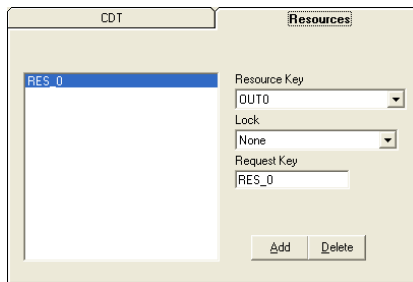 CDT
Resources
RES_0
Resource Key
OUT0
Lock
None
Request Key
RES_0
Add
Delete